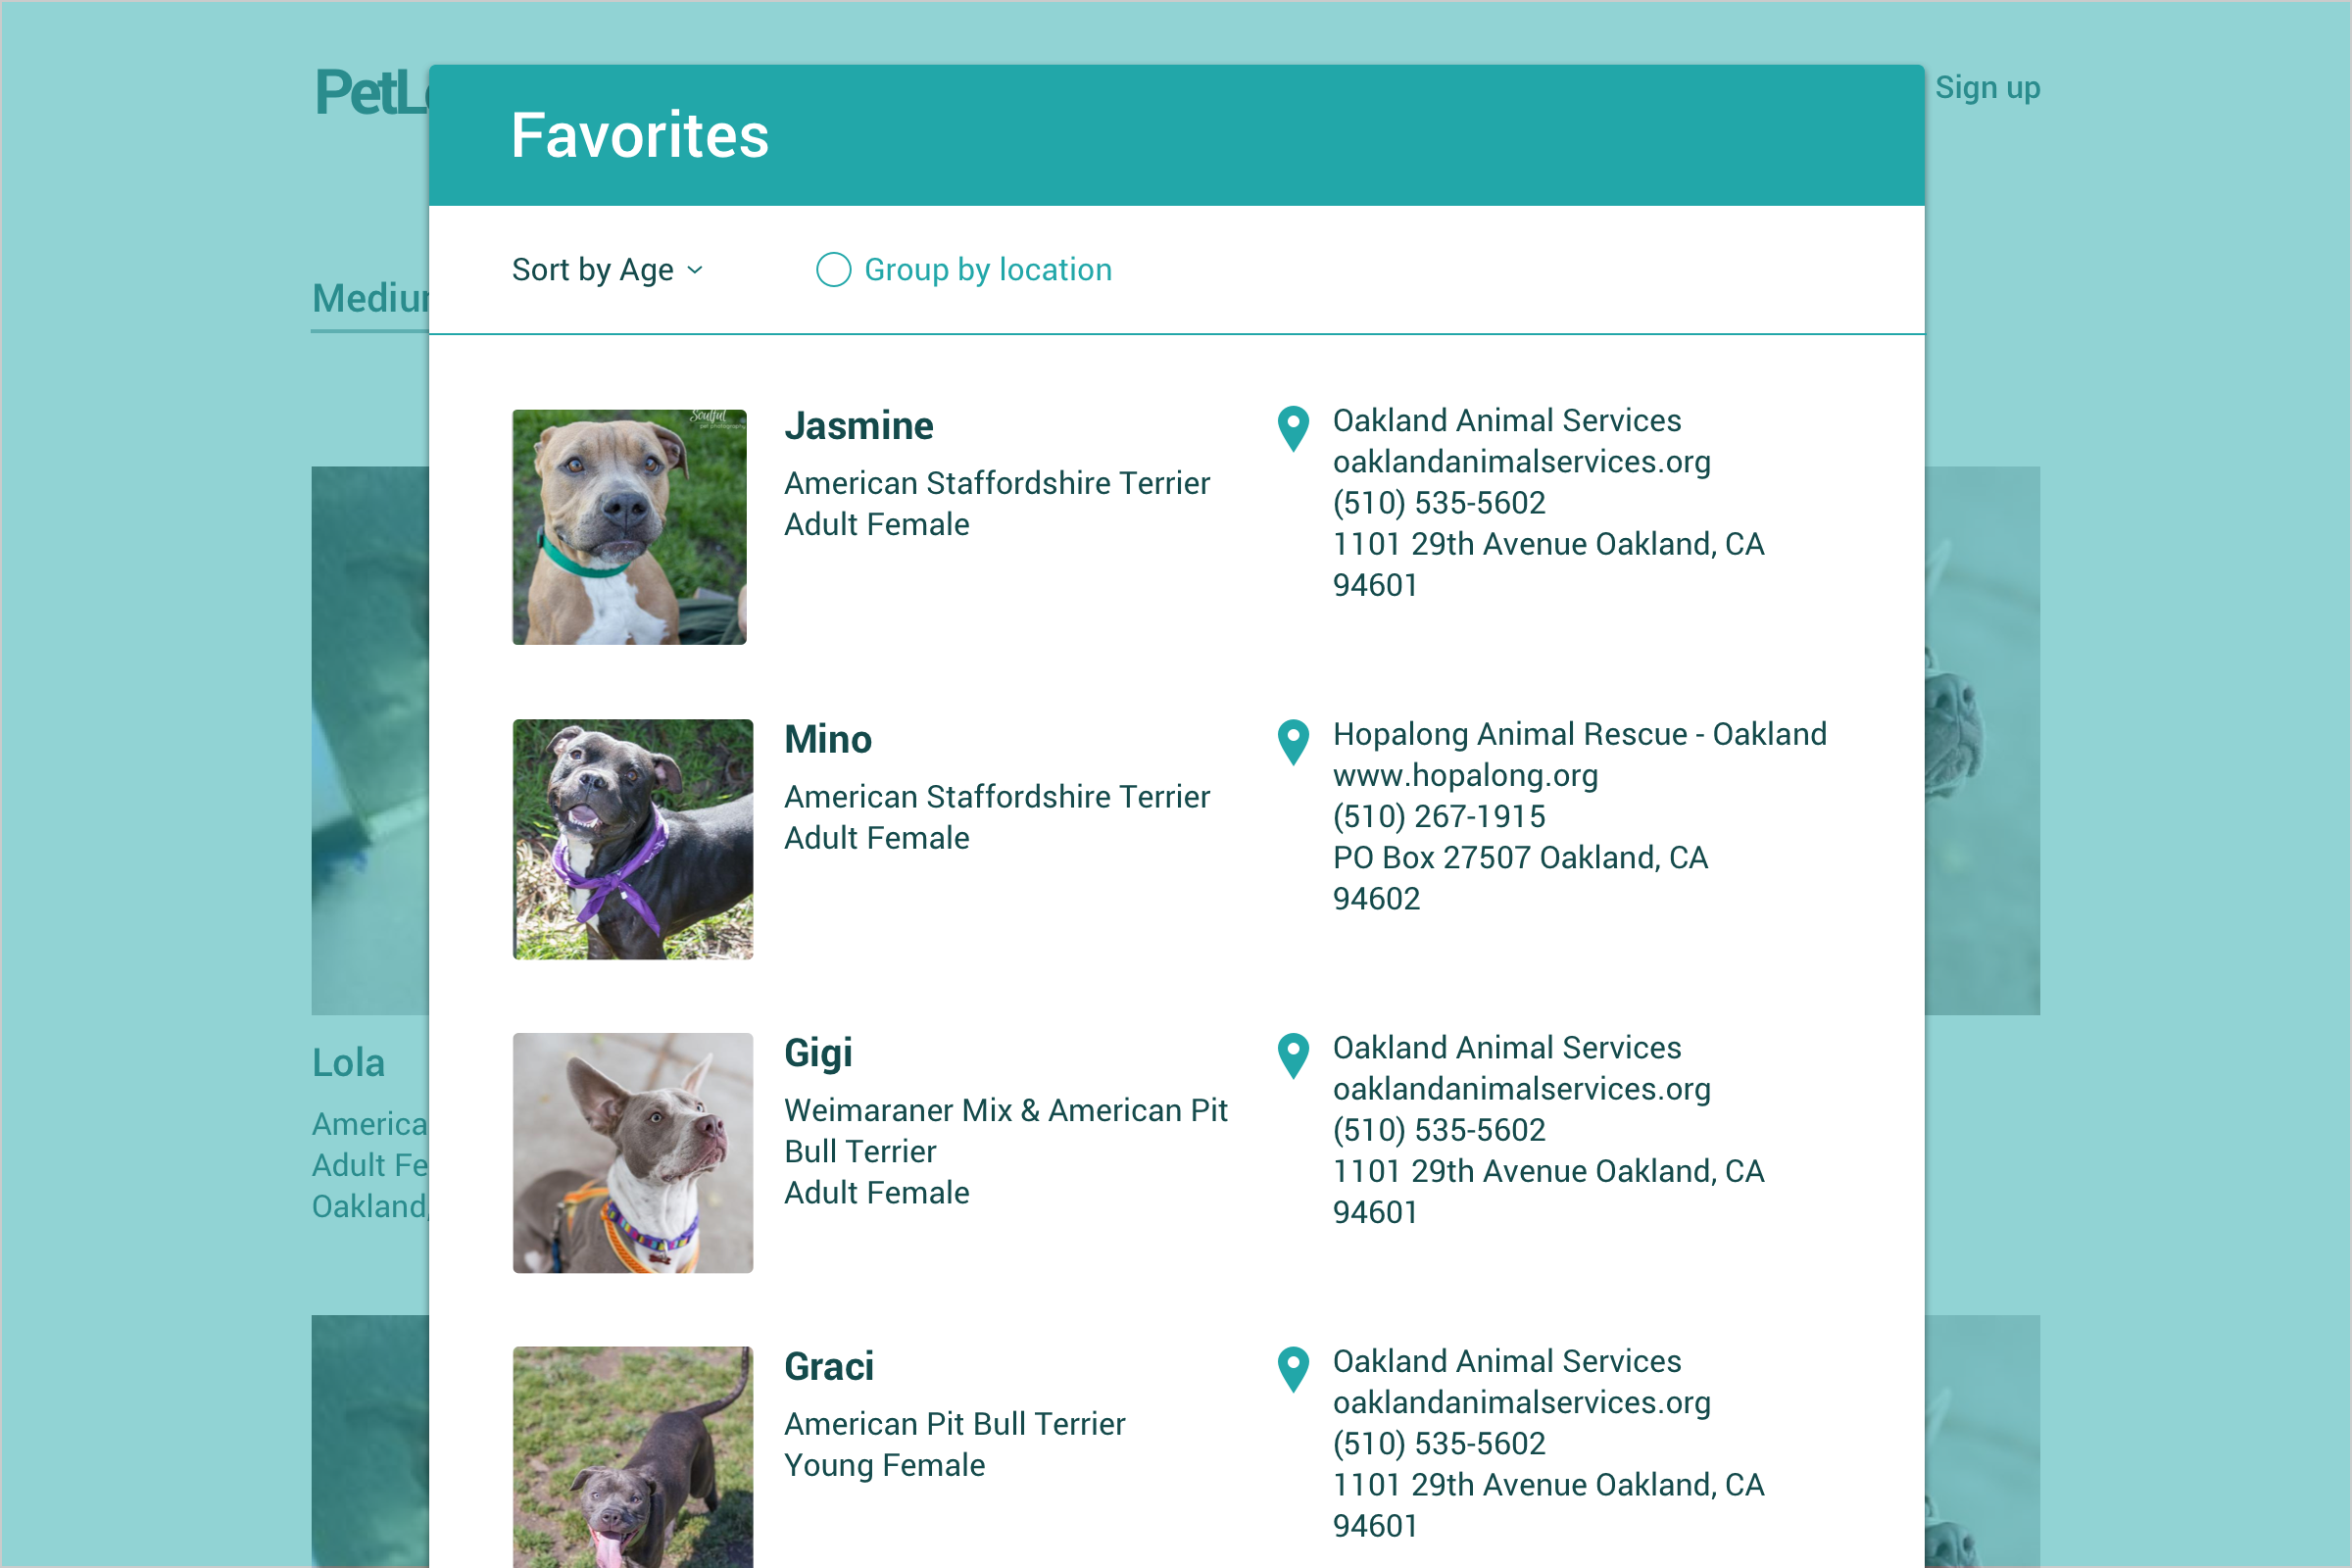 PetL
Sign up
Favorites
Sort by Age
Group by location
Soulful
pet photography
Jasmine
American Staffordshire Terrier
Adult Female
Oakland Animal Services
oaklandanimalservices.org
(510) 535-5602
1101 29th Avenue Oakland, CA
94601
Mino
American Staffordshire Terrier
Adult Female
Hopalong Animal Rescue - Oakland
www.hopalong.org
(510) 267-1915
PO Box 27507 Oakland, CA
94602
Gigi
Weimaraner Mix & American Pit
Bull Terrier
Adult Female
Oakland Animal Services
oaklandanimalservices.org
(510) 535-5602
1101 29th Avenue Oakland, CA
94601
Graci
American Pit Bull Terrier
Young Female
Oakland Animal Services
oaklandanimalservices.org
(510) 535-5602
1101 29th Avenue Oakland, CA
94601
Lola
America
Adult Fe
Oakland,